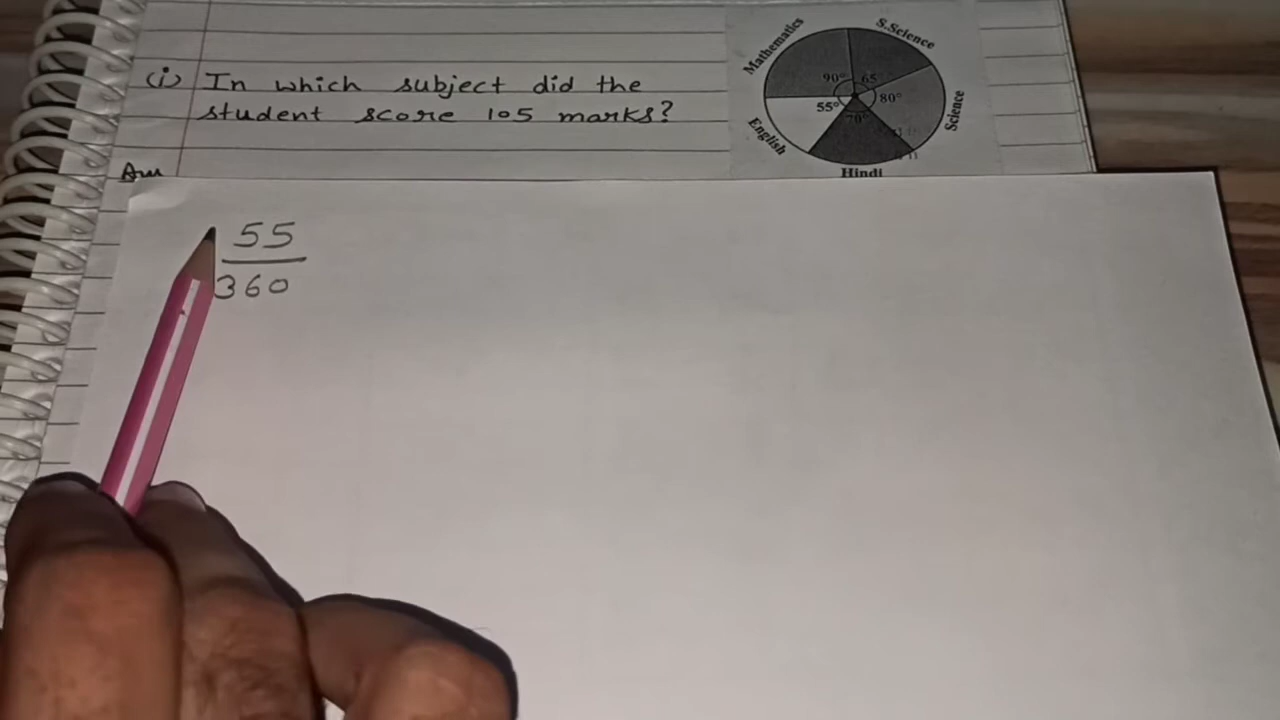 (i) In which subject did the
student score 105 marks?
Ans
Mathematics
S.Science
90°
65
80°
55°
70°
Science
English
Hindi
55
360